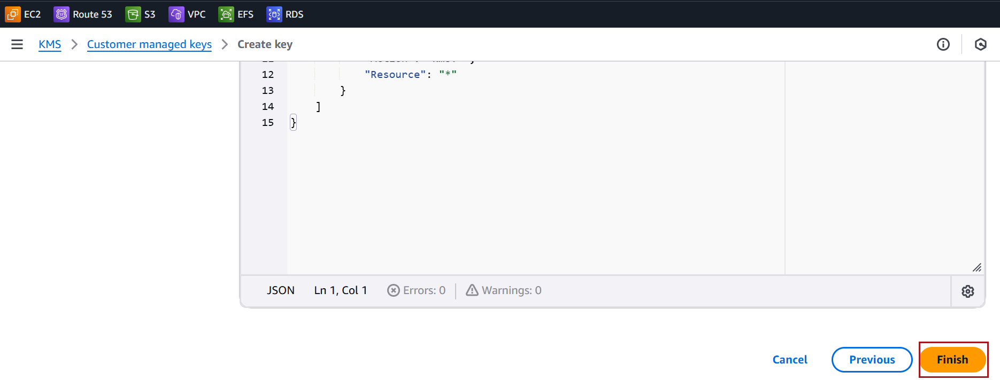 EC2 Route 53 S3 VPC EFS RDS
KMS Customer managed keys Create key
12 "Resource": "*"
13 }
14 ]
15 }
JSON Ln 1, Col 1 Errors: 0 Warnings: 0
Cancel Previous Finish